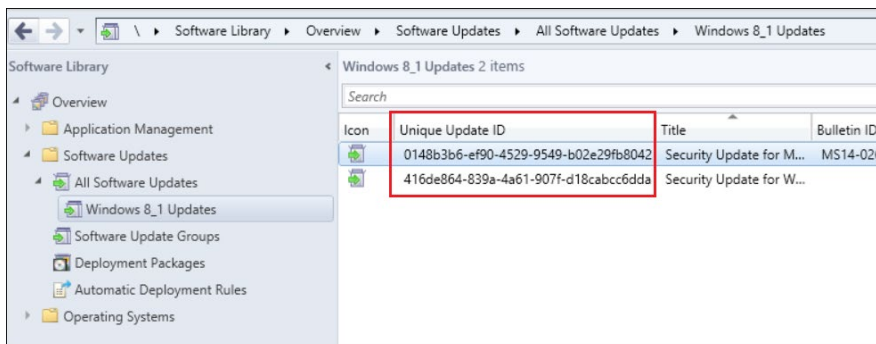 \ Software Library Overview Software Updates All Software Updates Windows 8_1 Updates
Software Library
Overview
Application Management
Software Updates
All Software Updates
Windows 8_1 Updates
Software Update Groups
Deployment Packages
Automatic Deployment Rules
Operating Systems
Windows 8_1 Updates 2 items
Search
Icon Unique Update ID Title Bulletin ID
0148b3b6-ef90-4529-9549-b02e29fb8042 Security Update for M... MS14-02
416de864-839a-4a61-907f-d18cabcc6dda Security Update for W...